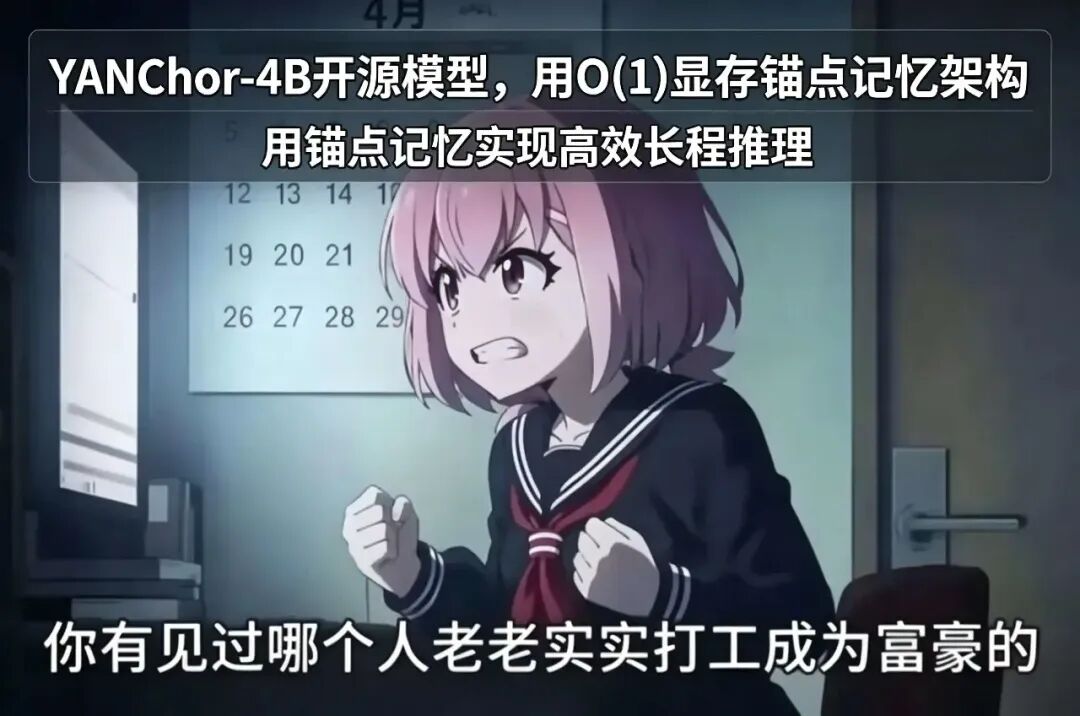 4月
YANChor-4B开源模型，用O(1)显存锚点记忆架构
用锚点记忆实现高效长程推理
5
12 13 14
19 20 21
26 27 28 29
你有见过哪个人老老实实打工成为富豪的